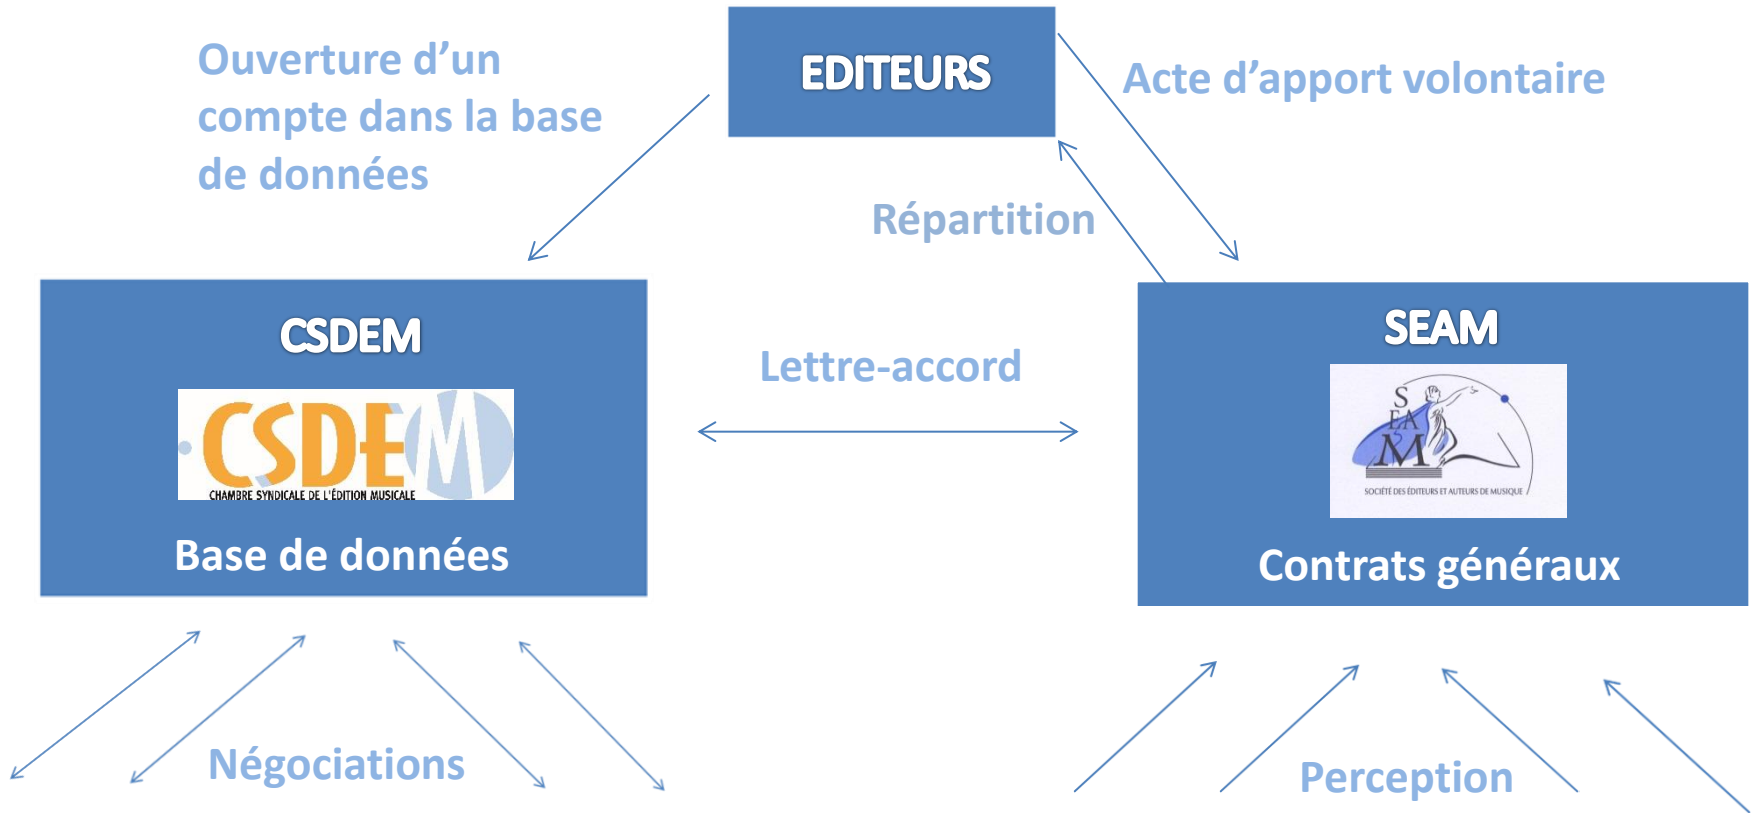 EDITEURS
Ouverture d’un
compte dans la base
de données
Acte d’apport volontaire
Répartition
CSDEM
CSDEM
CHAMBRE SYNDICALE DE L'ÉDITION MUSICALE
Base de données
Lettre-accord
SEAM
S
EA
M
SOCIÉTÉ DES ÉDITEURS ET AUTEURS DE MUSIQUE
Contrats généraux
Négociations
Perception